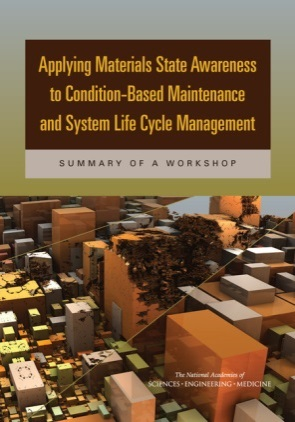 Applying Materials State Awareness
to Condition-Based Maintenance
and System Life Cycle Management
SUMMARY OF A WORKSHOP
The National Academies of
SCIENCES • ENGINEERING • MEDICINE